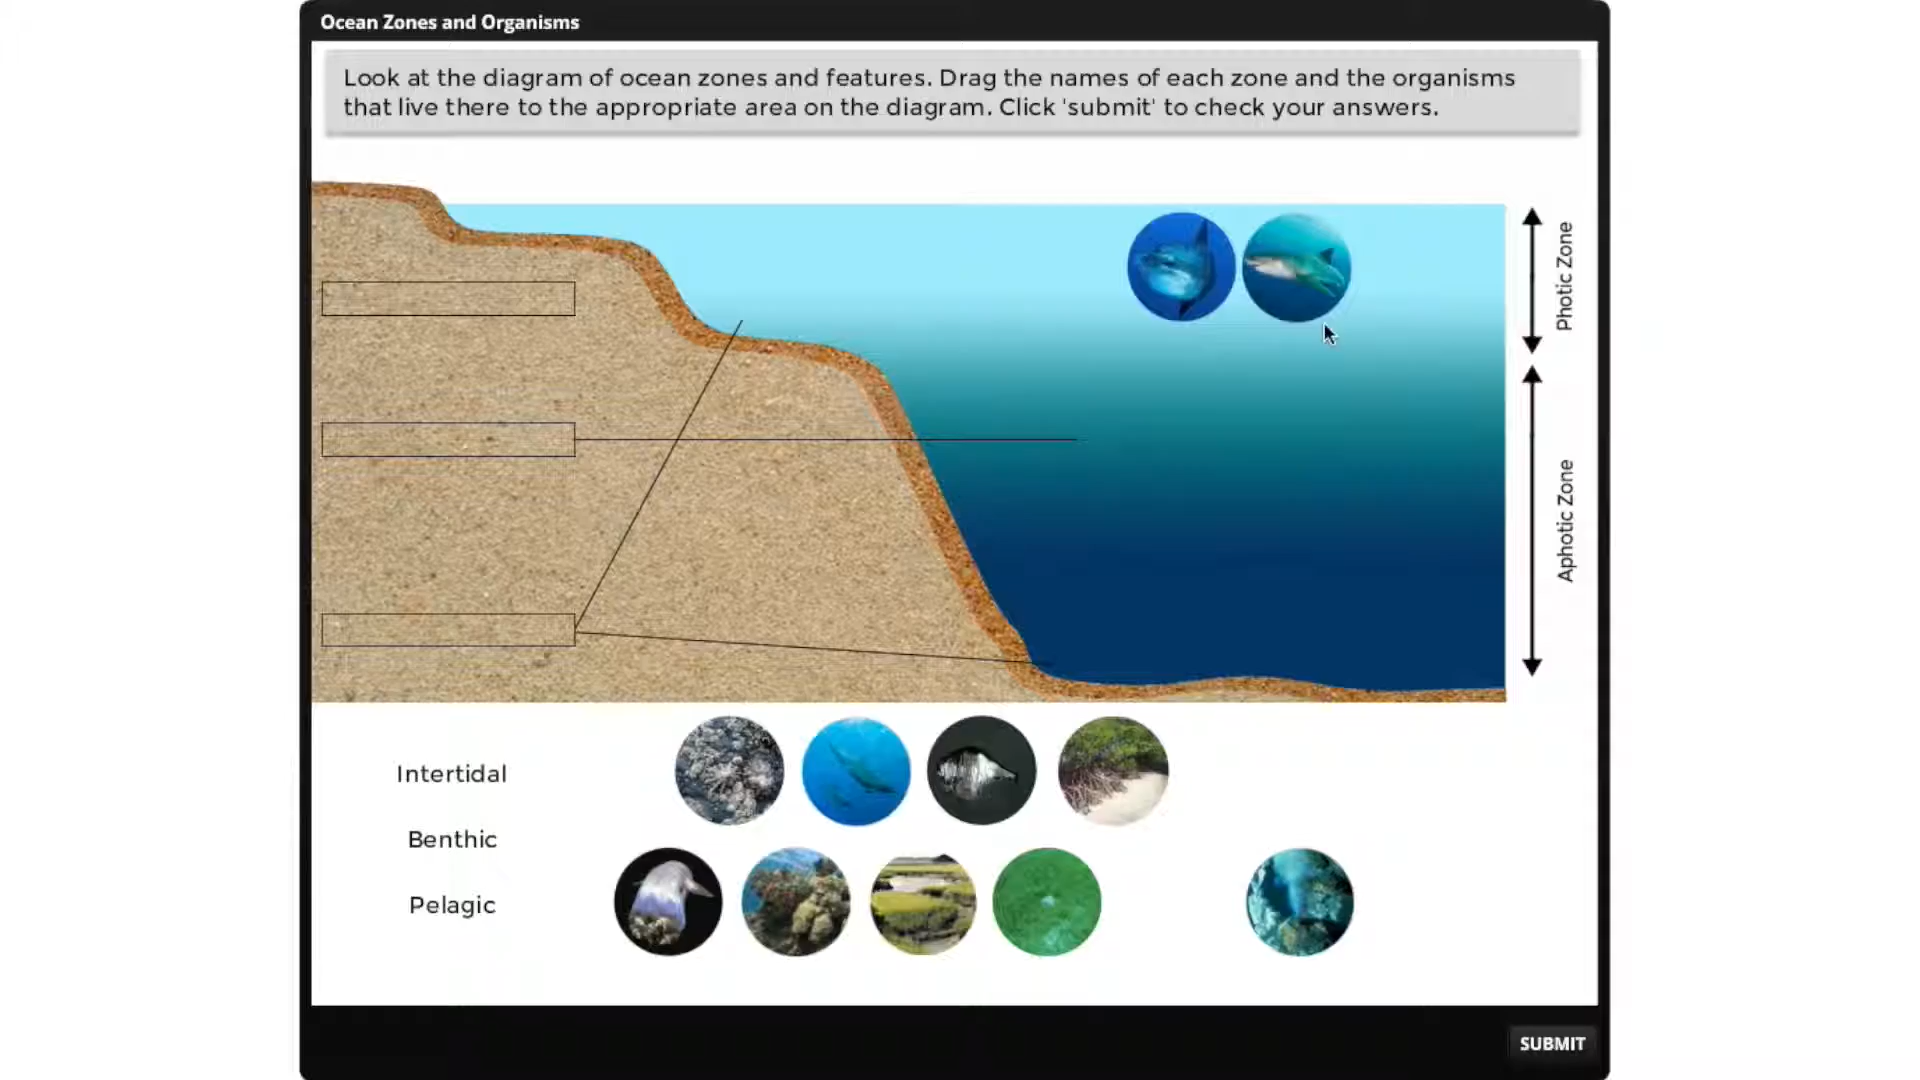 Ocean Zones and Organisms
Look at the diagram of ocean zones and features. Drag the names of each zone and the organisms
that live there to the appropriate area on the diagram. Click 'submit' to check your answers.
Photic Zone
Aphotic Zone
Intertidal
Benthic
Pelagic
SUBMIT